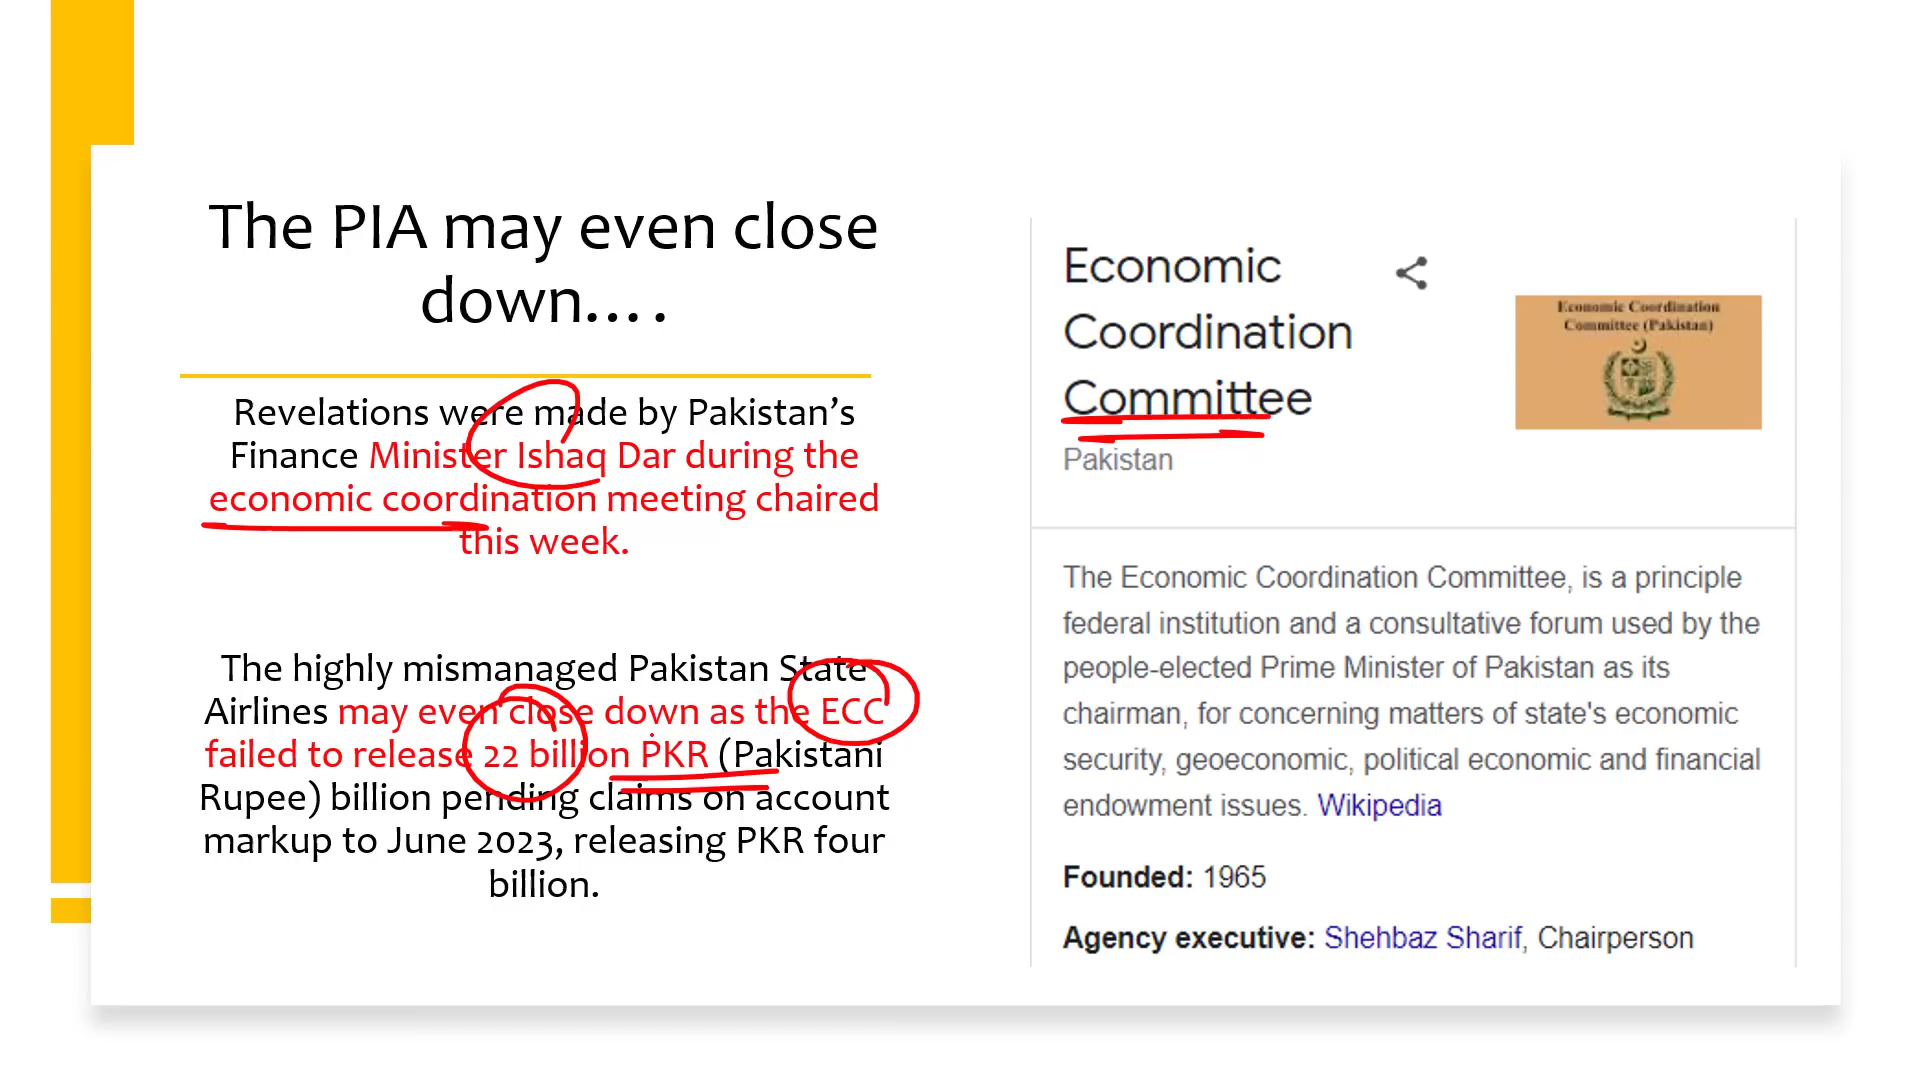 The PIA may even close
down….
Revelations were made by Pakistan’s
Finance Minister Ishaq Dar during the
economic coordination meeting chaired
this week.
The highly mismanaged Pakistan State
Airlines may even close down as the ECC
failed to release 22 billion PKR (Pakistani
Rupee) billion pending claims on account
markup to June 2023, releasing PKR four
billion.
Economic
Coordination
Committee
Pakistan
Economic Coordination
Committee (Pakistan)
The Economic Coordination Committee, is a principle
federal institution and a consultative forum used by the
people-elected Prime Minister of Pakistan as its
chairman, for concerning matters of state's economic
security, geoeconomic, political economic and financial
endowment issues. Wikipedia
Founded: 1965
Agency executive: Shehbaz Sharif, Chairperson